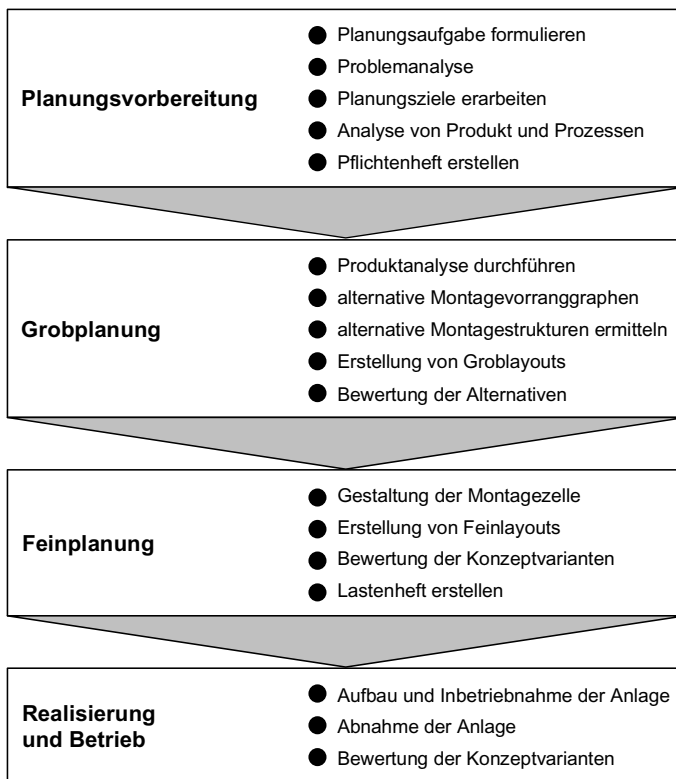 Planungsvorbereitung
● Planungsaufgabe formulieren
● Problemanalyse
● Planungsziele erarbeiten
● Analyse von Produkt und Prozessen
● Pflichtenheft erstellen
Grobplanung
● Produktanalyse durchführen
● alternative Montagevorranggraphen
● alternative Montagestrukturen ermitteln
● Erstellung von Groblayouts
● Bewertung der Alternativen
Feinplanung
● Gestaltung der Montagezelle
● Erstellung von Feinlayouts
● Bewertung der Konzeptvarianten
● Lastenheft erstellen
Realisierung
und Betrieb
● Aufbau und Inbetriebnahme der Anlage
● Abnahme der Anlage
● Bewertung der Konzeptvarianten